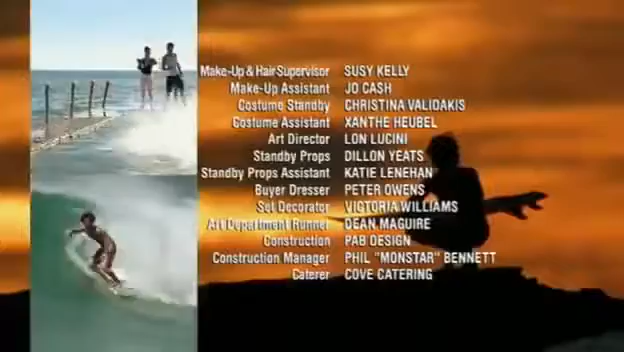 Make-Up & Hair Supervisor SUSY KELLY
Make-Up Assistant JO CASH
Costume Standby CHRISTINA VALIDAKIS
Costume Assistant XANTHE HEUBEL
Art Director LON LUCINI
Standby Props DILLON YEATS
Standby Props Assistant KATIE LENEHAN
Buyer Dresser PETER OWENS
Set Decorator VICTORIA WILLIAMS
Art Department Runner DEAN MAGUIRE
Construction PAB DESIGN
Construction Manager PHIL "MONSTAR" BENNETT
Caterer COVE CATERING